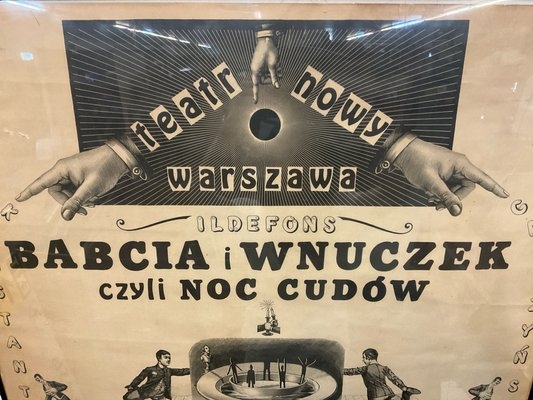 teatr nowy
warszawa
ILDEFONS
BABCIA i WNUCZEK
czyli NOC CUDÓW